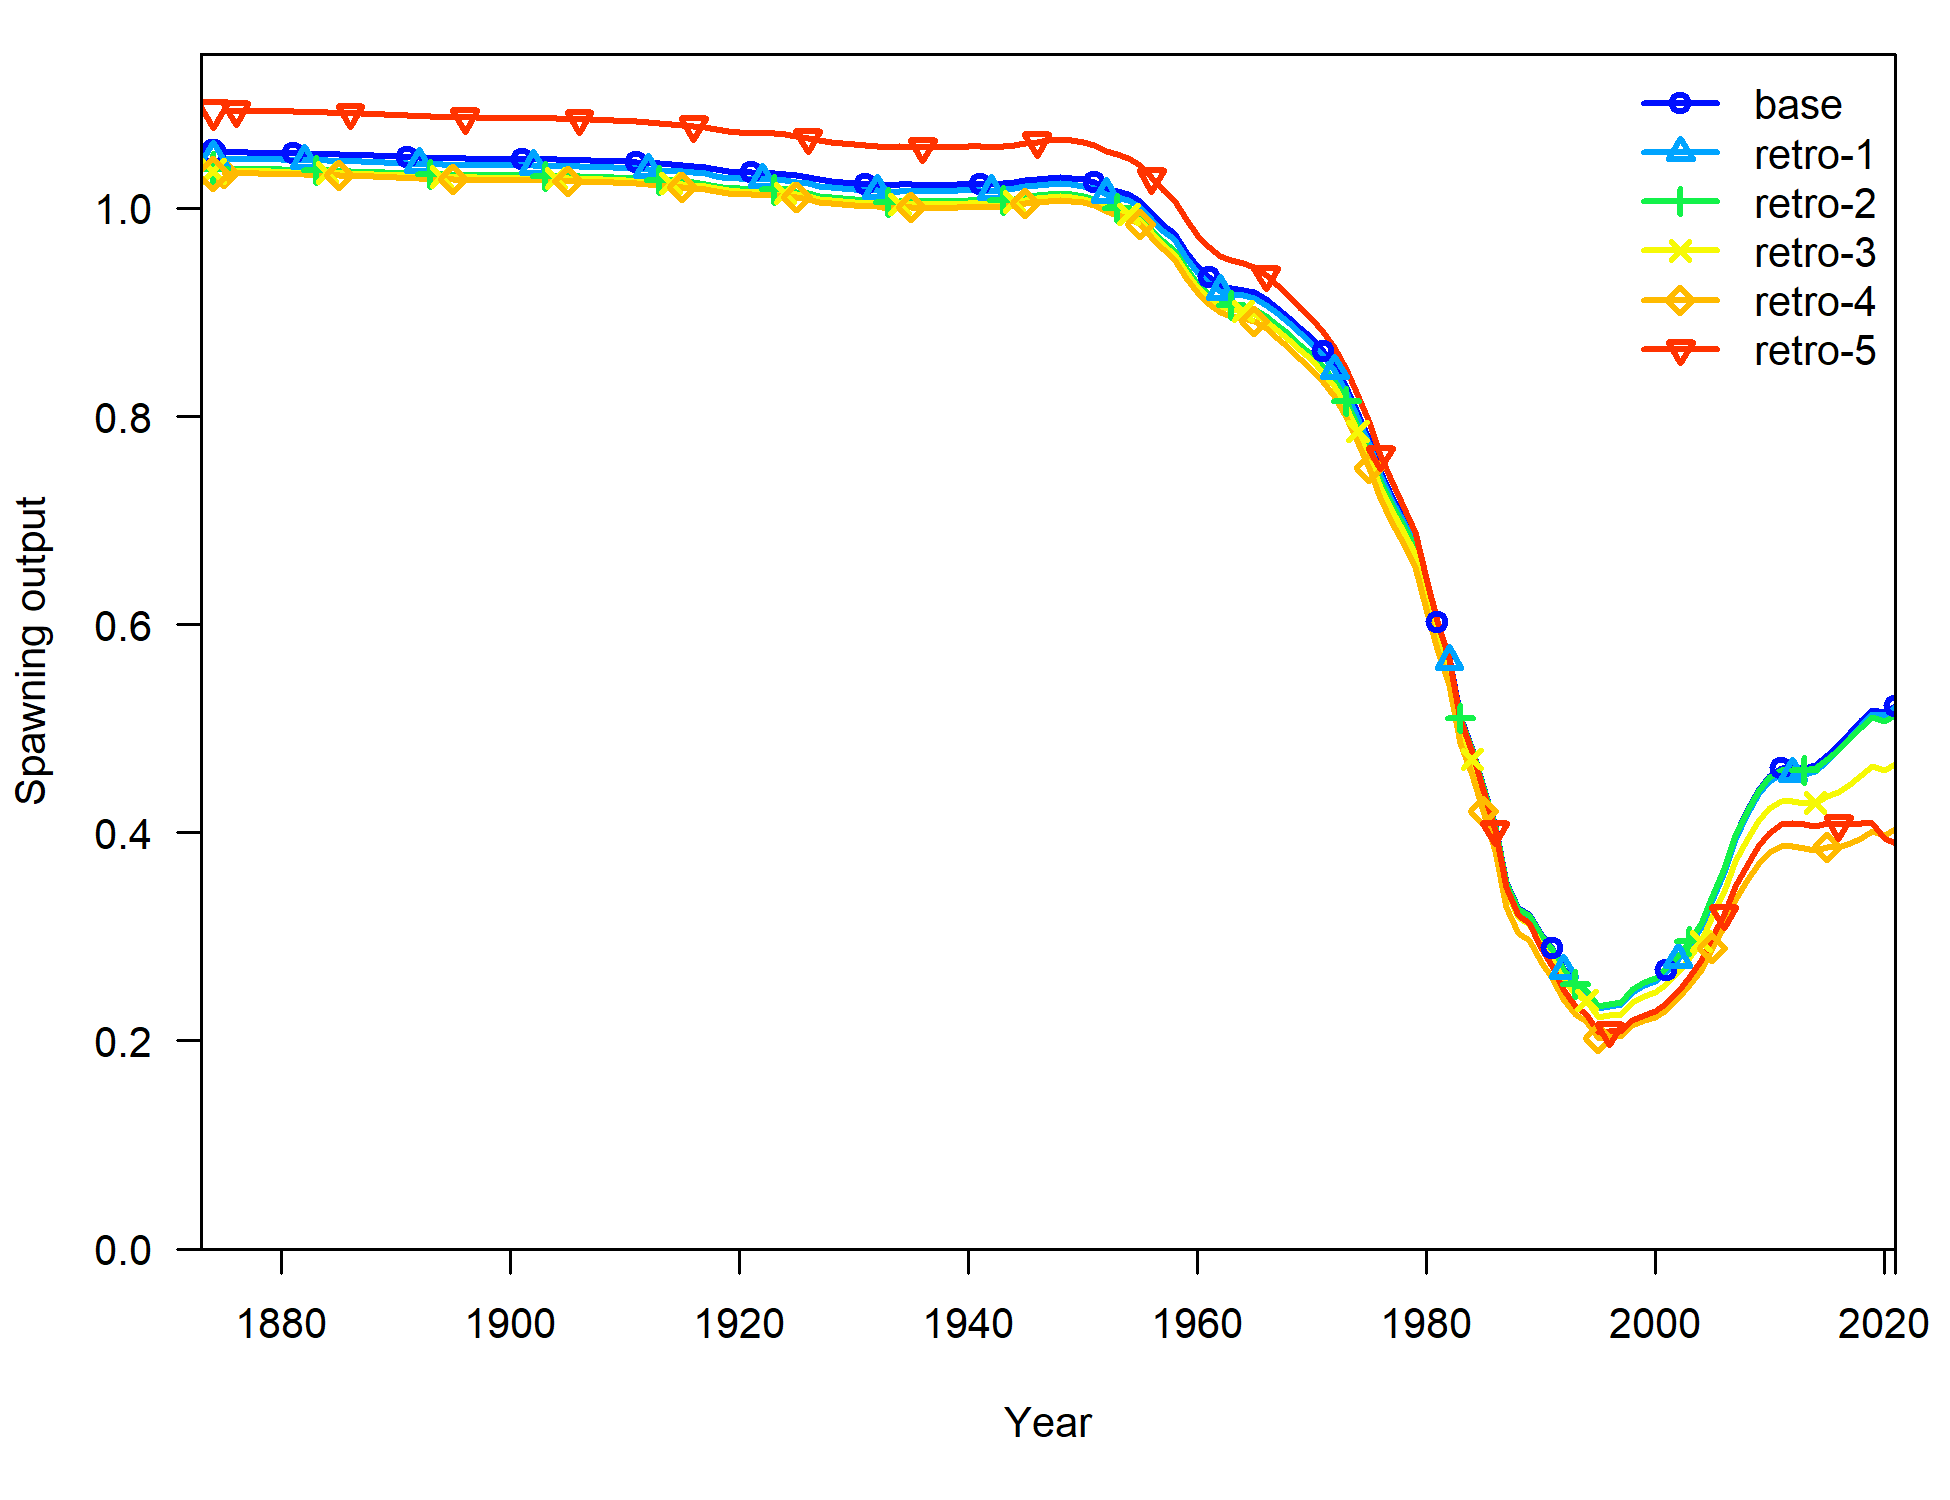 base
retro-1
retro-2
retro-3
retro-4
retro-5
Spawning output
1.0
0.8
0.6
0.4
0.2
0.0
1880 1900 1920 1940 1960 1980 2000 2020
Year